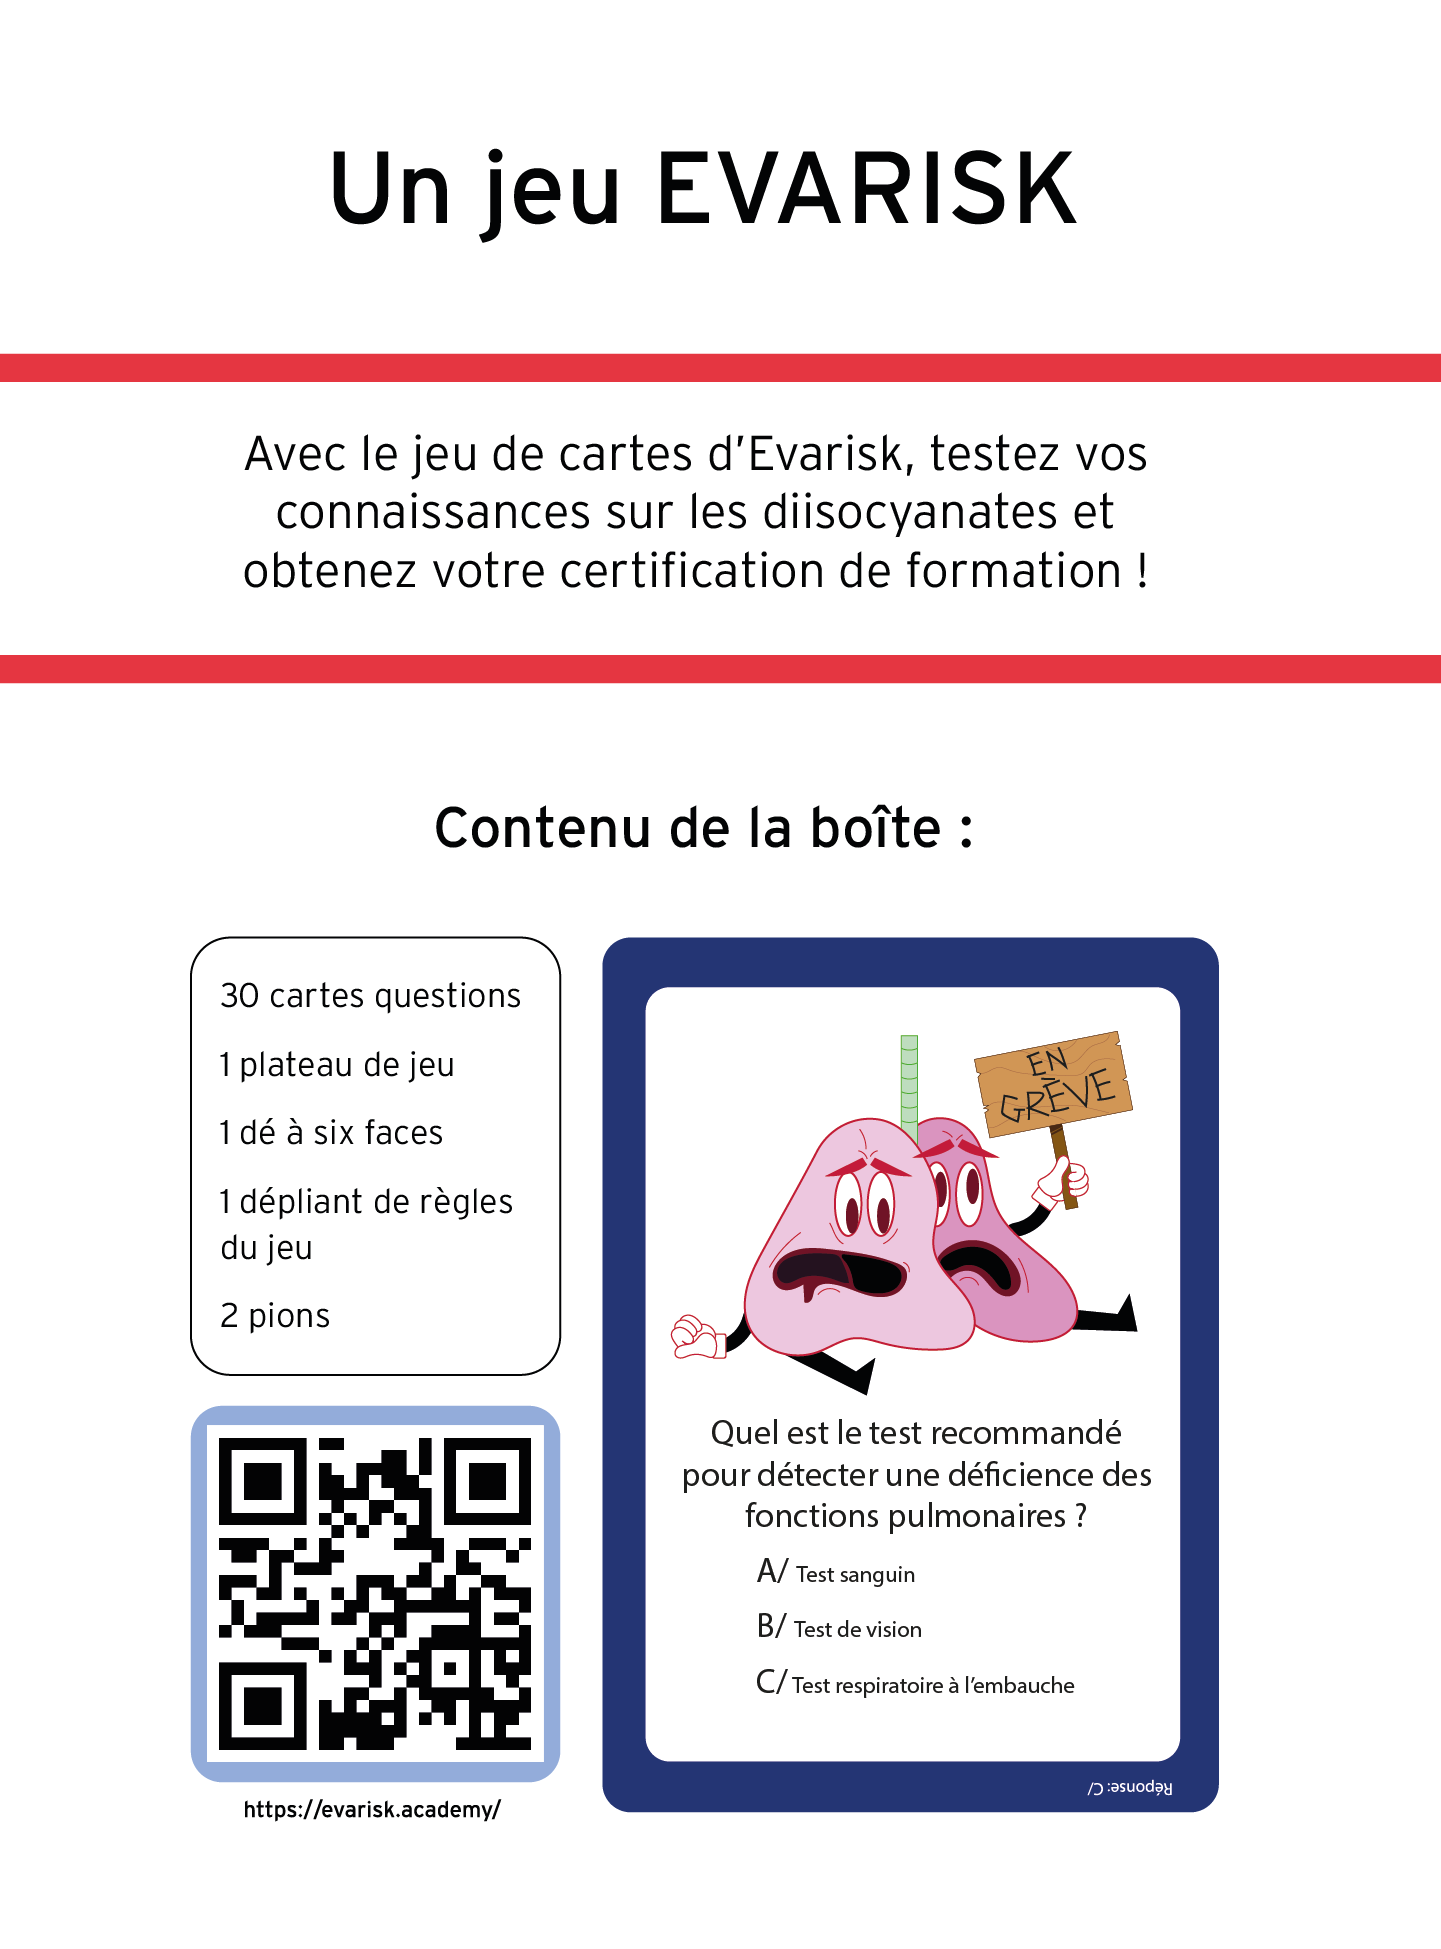 Un jeu EVARISK
Avec le jeu de cartes d’Evarisk, testez vos
connaissances sur les diisocyanates et
obtenez votre certification de formation !
Contenu de la boîte :
30 cartes questions
1 plateau de jeu
1 dé à six faces
1 dépliant de règles
du jeu
2 pions
https://evarisk.academy/
EN
GRÈVE
Quel est le test recommandé
pour détecter une déficience des
fonctions pulmonaires ?
A/ Test sanguin
B/ Test de vision
C/ Test respiratoire à l’embauche
Réponse: C/